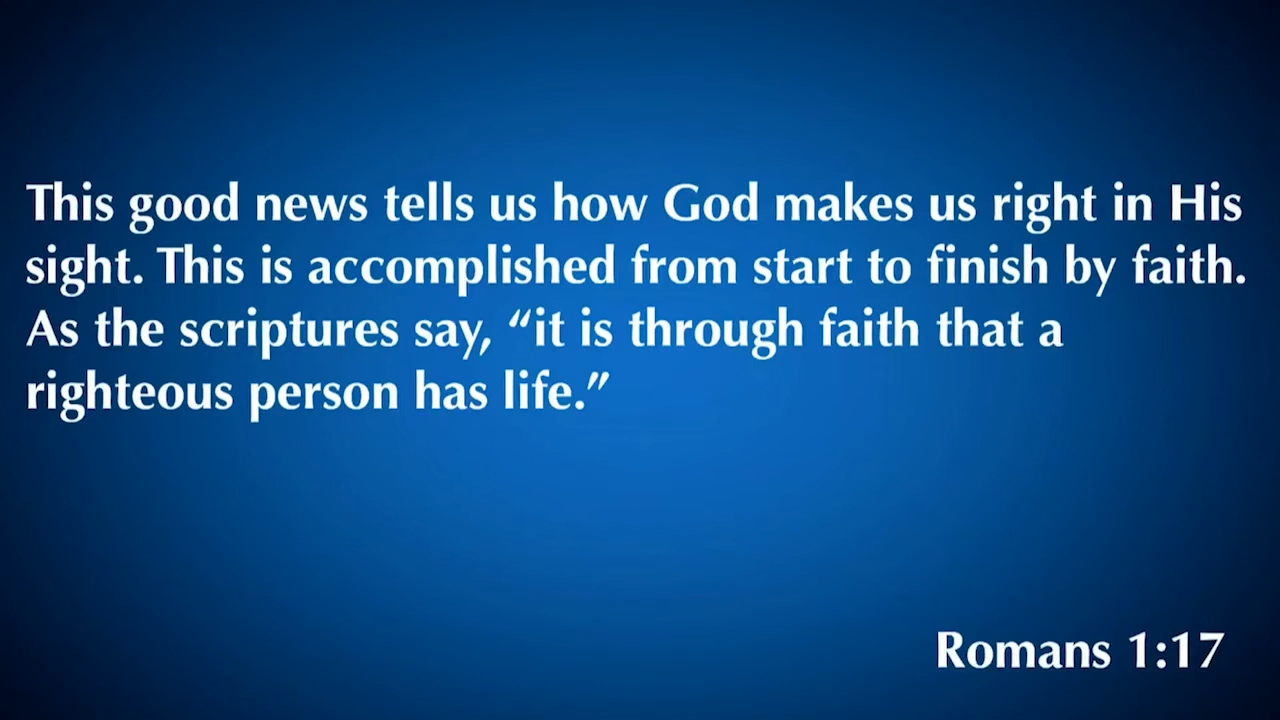 This good news tells us how God makes us right in His
sight. This is accomplished from start to finish by faith.
As the scriptures say, “it is through faith that a
righteous person has life.”
Romans 1:17